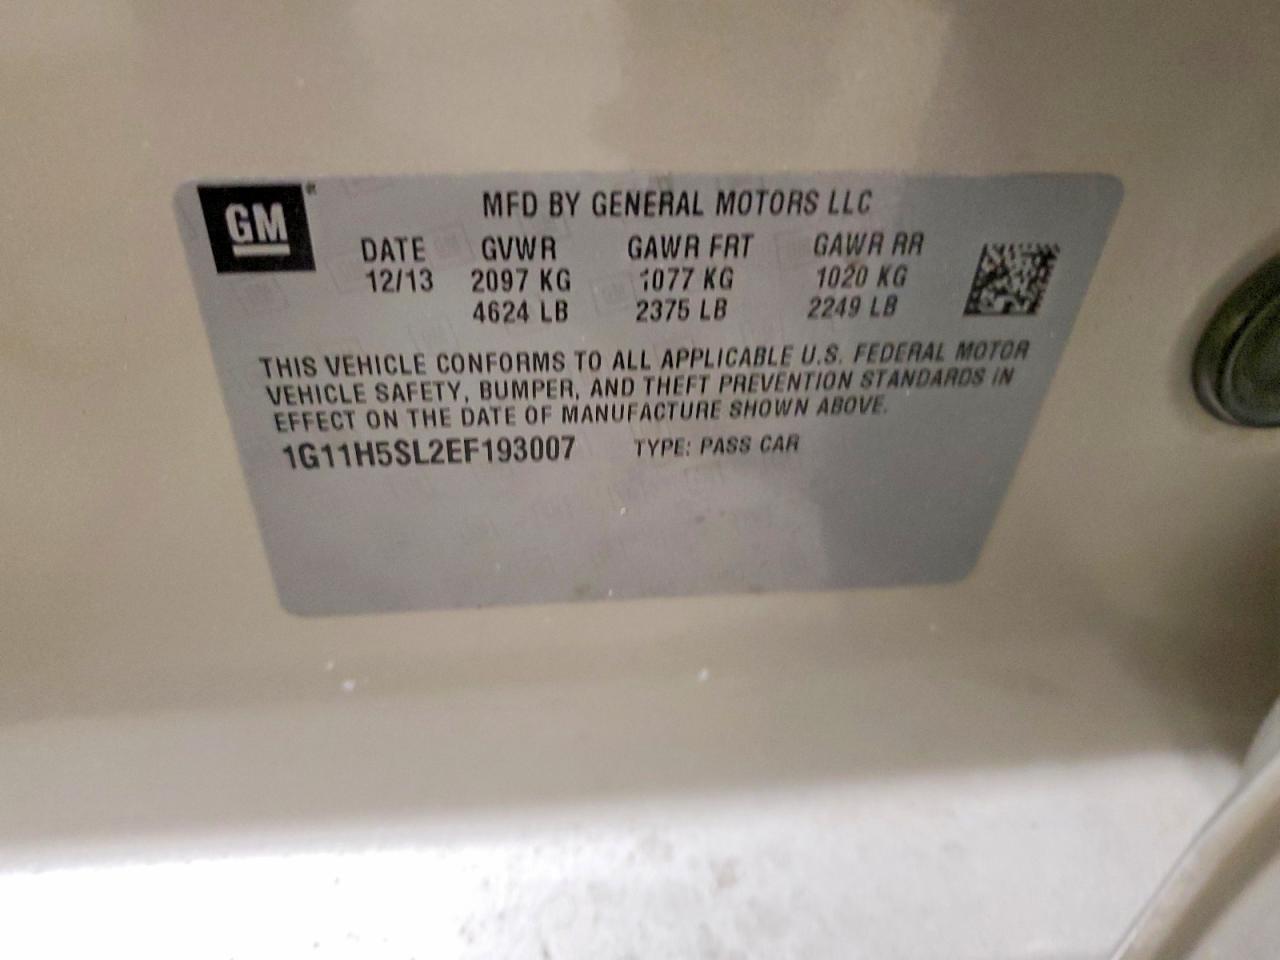 GM®
MFD BY GENERAL MOTORS LLC
DATE GVWR GAWR FRT GAWR RR
12/13 2097 KG 1077 KG 1020 KG
4624 LB 2375 LB 2249 LB
THIS VEHICLE CONFORMS TO ALL APPLICABLE U.S. FEDERAL MOTOR
VEHICLE SAFETY, BUMPER, AND THEFT PREVENTION STANDARDS IN
EFFECT ON THE DATE OF MANUFACTURE SHOWN ABOVE.
1G11H5SL2EF193007 TYPE: PASS CAR